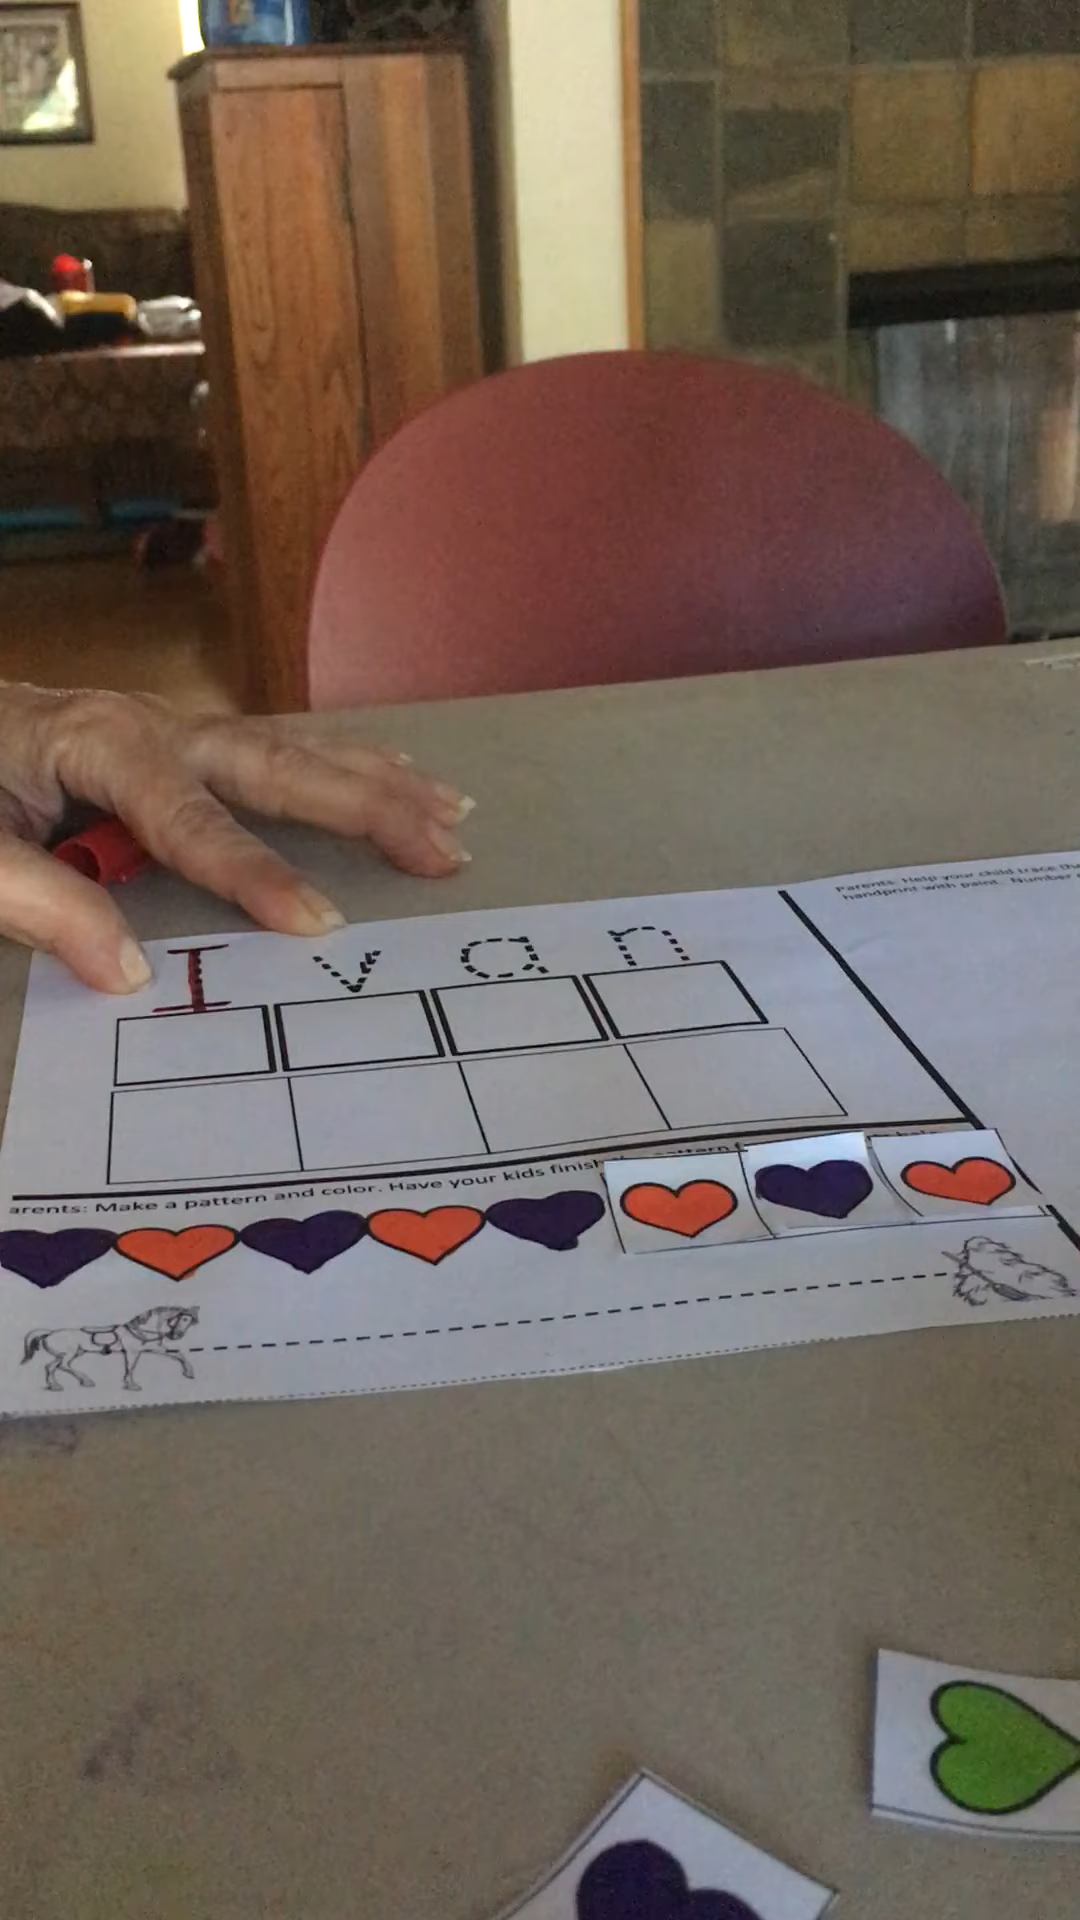 Ivan
Parents: Help your child trace
handprint with paint. Number
arents: Make a pattern and color. Have your kids finish pattern